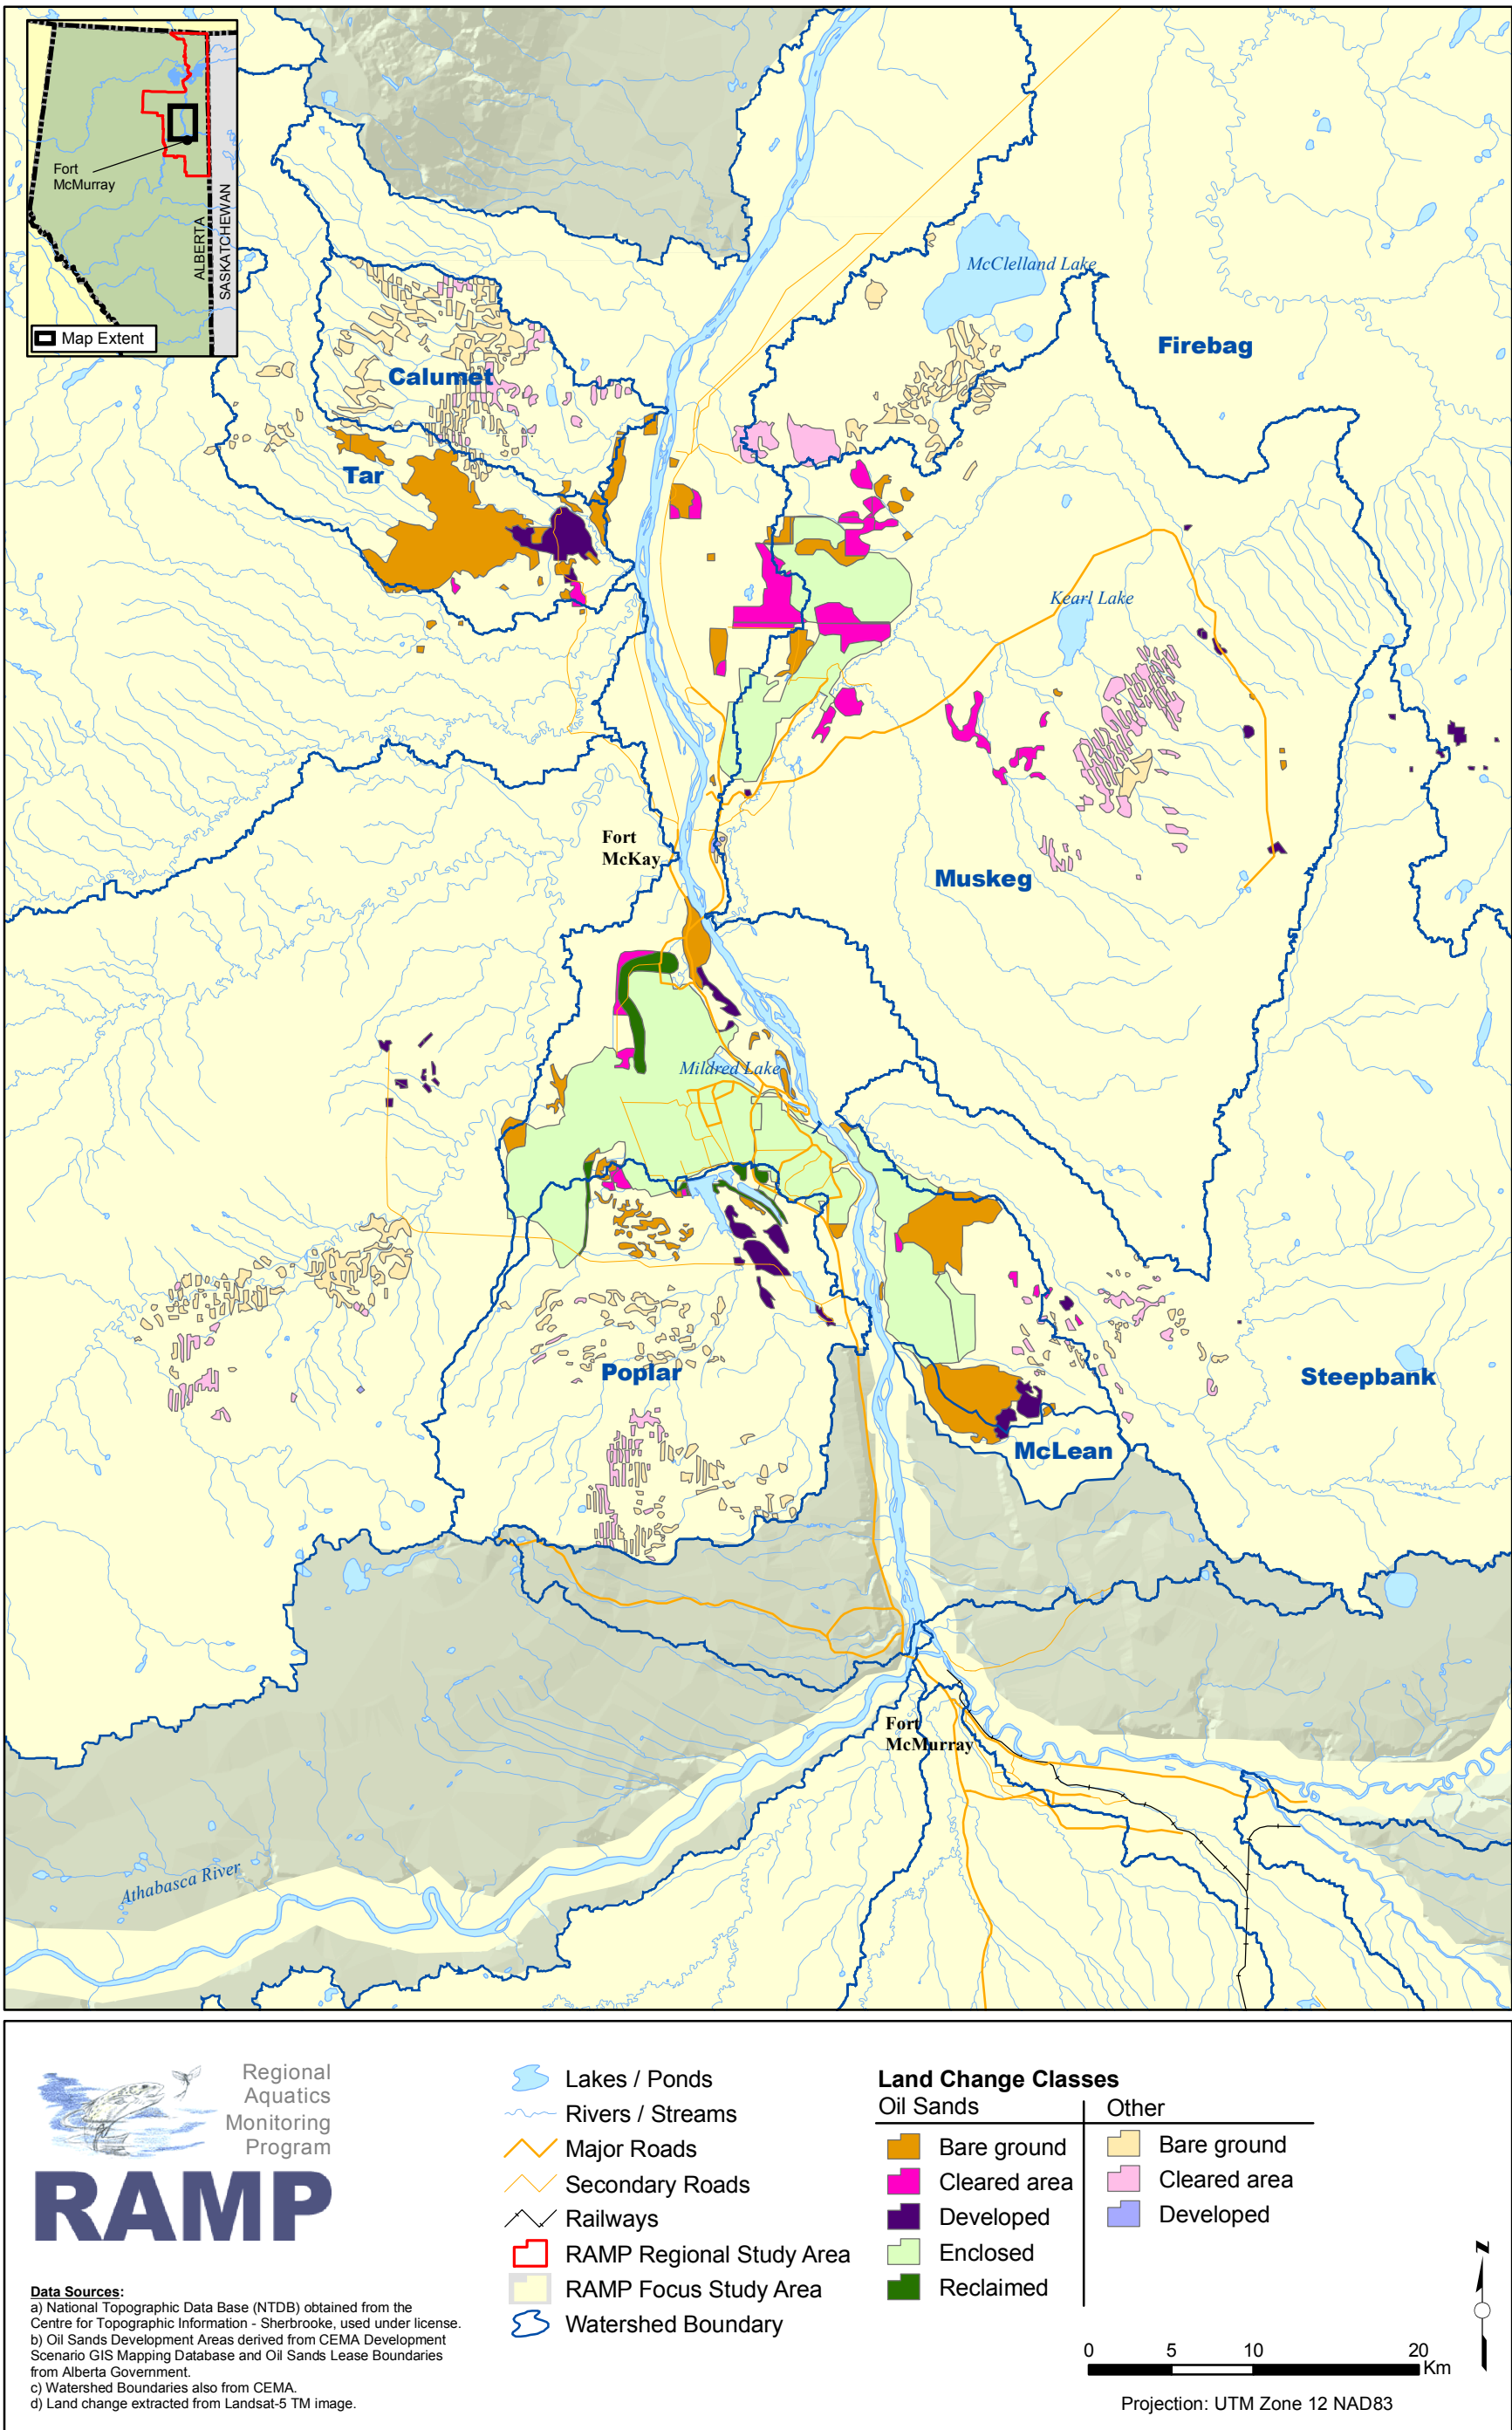 Fort
McMurray
ALBERTA
SASKATCHEWAN
Map Extent
McClelland Lake
Firebag
Calumet
Tar
Kearl Lake
Fort
McKay
Muskeg
Mildred Lake
Poplar
Steepbank
McLean
Fort
McMurray
Athabasca River
Regional
Aquatics
Monitoring
Program
RAMP
Data Sources:
a) National Topographic Data Base (NTDB) obtained from the
Centre for Topographic Information - Sherbrooke, used under license.
b) Oil Sands Development Areas derived from CEMA Development
Scenario GIS Mapping Database and Oil Sands Lease Boundaries
from Alberta Government.
c) Watershed Boundaries also from CEMA.
d) Land change extracted from Landsat-5 TM image.
Lakes / Ponds
Rivers / Streams
Major Roads
Secondary Roads
Railways
RAMP Regional Study Area
RAMP Focus Study Area
Watershed Boundary
Land Change Classes
Oil Sands
Bare ground
Cleared area
Developed
Enclosed
Reclaimed
Other
Bare ground
Cleared area
Developed
N
0 5 10 20
Km
Projection: UTM Zone 12 NAD83